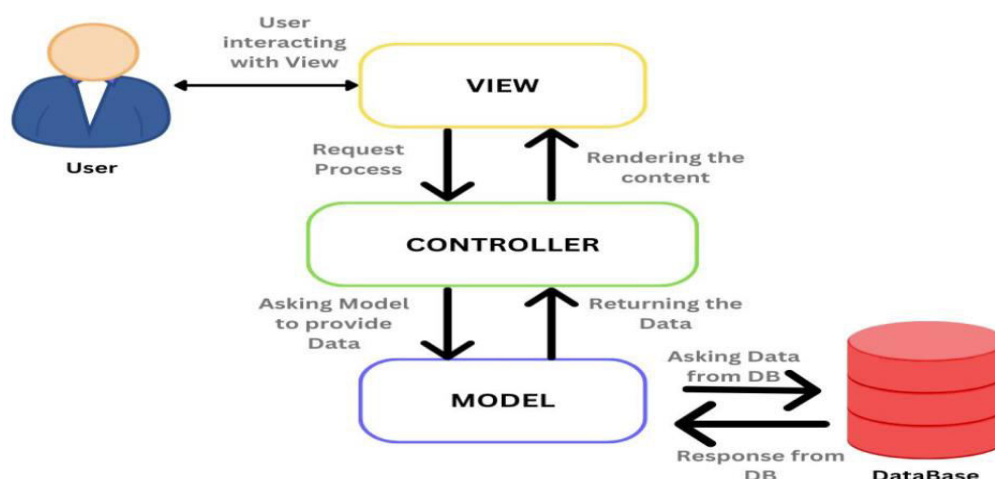 User
interacting
with View
VIEW
User
Request
Process
Rendering the
content
CONTROLLER
Asking Model
to provide
Data
Returning the
Data
MODEL
Asking Data
from DB
Response from
DB
DataBase